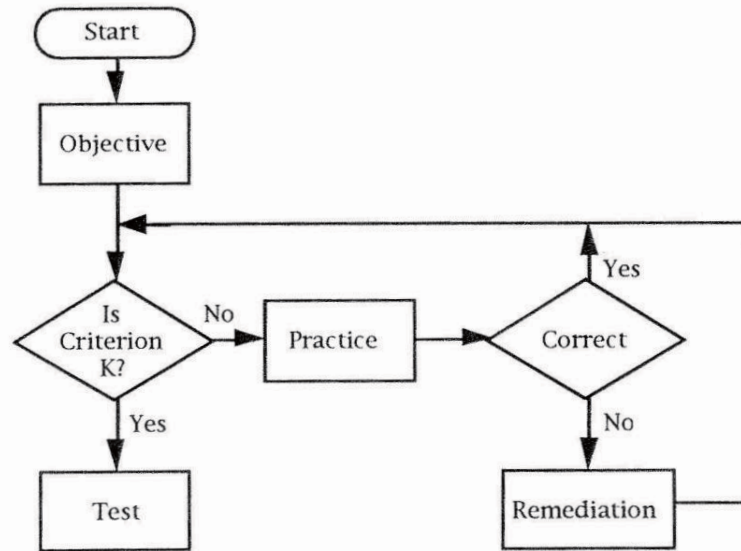 Start
Objective
Is
Criterion
K?
No
Practice
Correct
Yes
Yes
No
Test
Remediation